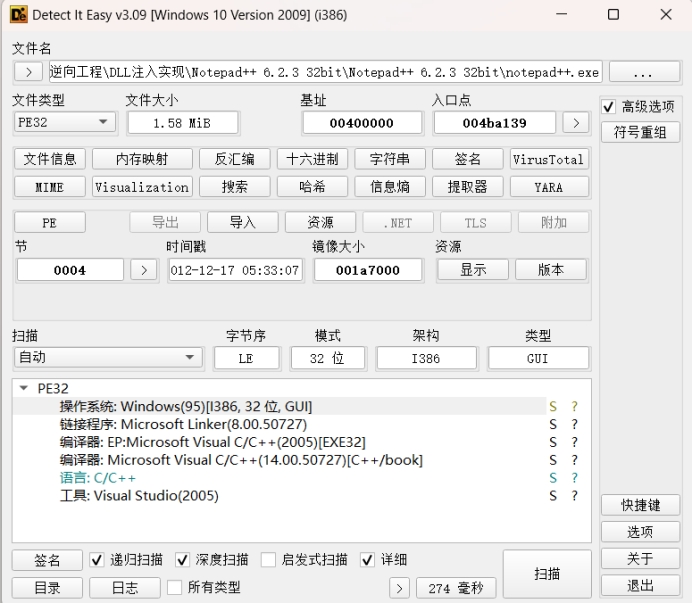 Detect It Easy v3.09 [Windows 10 Version 2009] (i386)
文件名
> 逆向工程\DLL注入实现\Notepad++ 6.2.3 32bit\Notepad++ 6.2.3 32bit\notepad++.exe ...
文件类型 文件大小 基址 入口点 高级选项
PE32 1.58 MiB 00400000 004ba139 > 符号重组
文件信息 内存映射 反汇编 十六进制 字符串 签名 VirusTotal
MIME Visualization 搜索 哈希 信息熵 提取器 YARA
PE 导出 导入 资源 .NET TLS 附加
节 时间戳 镜像大小 资源
0004 > 012-12-17 05:33:07 001a7000 显示 版本
扫描 字节序 模式 架构 类型
自动 LE 32 位 I386 GUI
PE32
操作系统: Windows(95)[I386, 32 位, GUI] S ?
链接程序: Microsoft Linker(8.00.50727) S ?
编译器: EP:Microsoft Visual C/C++(2005)[EXE32] S ?
编译器: Microsoft Visual C/C++(14.00.50727)[C++/book] S ?
语言: C/C++ S ?
工具: Visual Studio(2005) S ?
快捷键
选项
关于
退出
签名 递归扫描 深度扫描 启发式扫描 详细 扫描
目录 日志 所有类型 > 274 毫秒